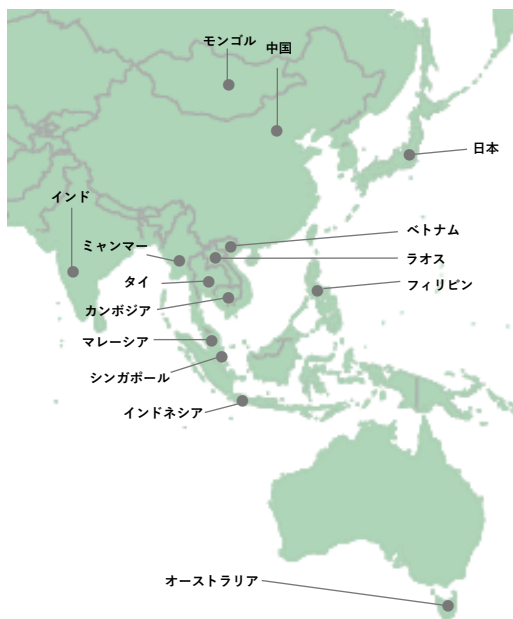 モンゴル
中国
日本
インド
ベトナム
ミャンマー
ラオス
タイ
フィリピン
カンボジア
マレーシア
シンガポール
インドネシア
オーストラリア